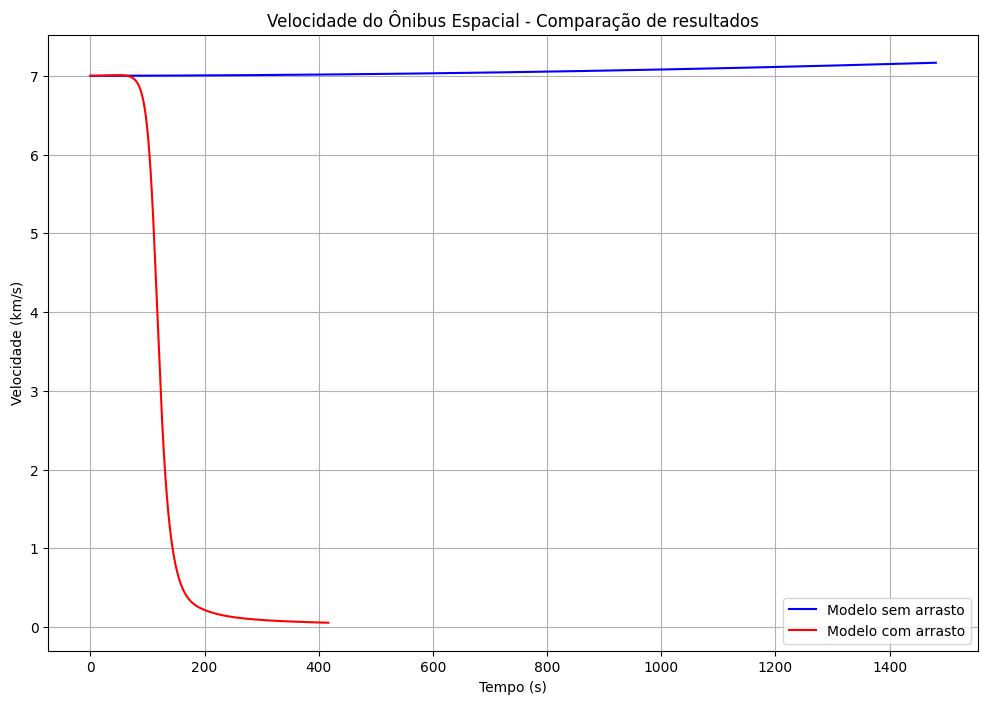 Velocidade do Ônibus Espacial - Comparação de resultados
Velocidade (km/s)
7
6
5
4
3
2
1
0
0 200 400 600 800 1000 1200 1400
Tempo (s)
Modelo sem arrasto
Modelo com arrasto